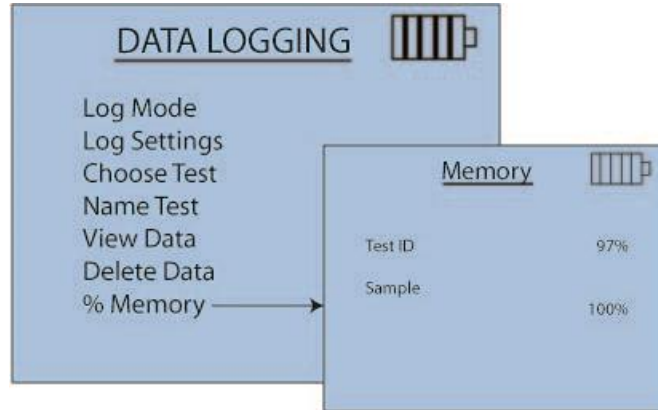 DATA LOGGING
Log Mode
Log Settings
Choose Test
Name Test
View Data
Delete Data
% Memory
Memory
Test ID 97%
Sample
100%